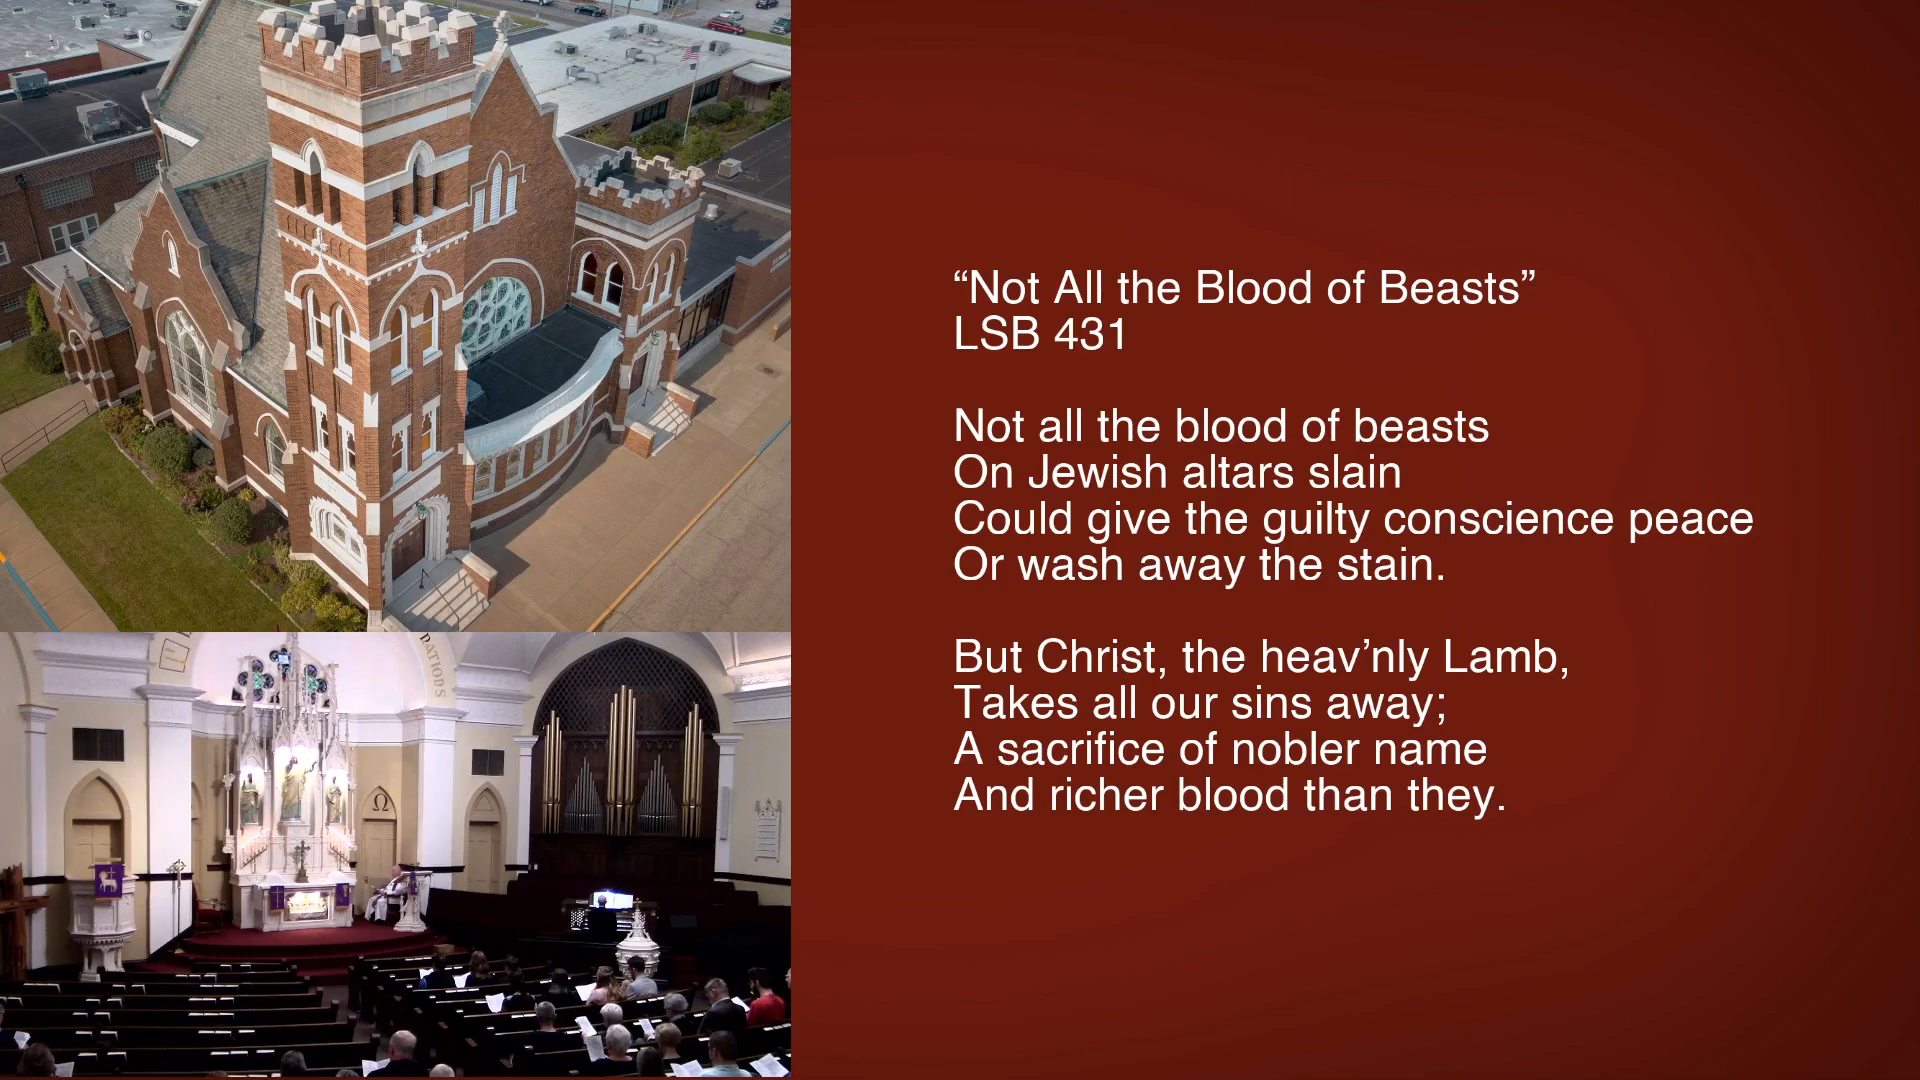 “Not All the Blood of Beasts”
LSB 431
Not all the blood of beasts
On Jewish altars slain
Could give the guilty conscience peace
Or wash away the stain.
But Christ, the heav’nly Lamb,
Takes all our sins away;
A sacrifice of nobler name
And richer blood than they.
Ω